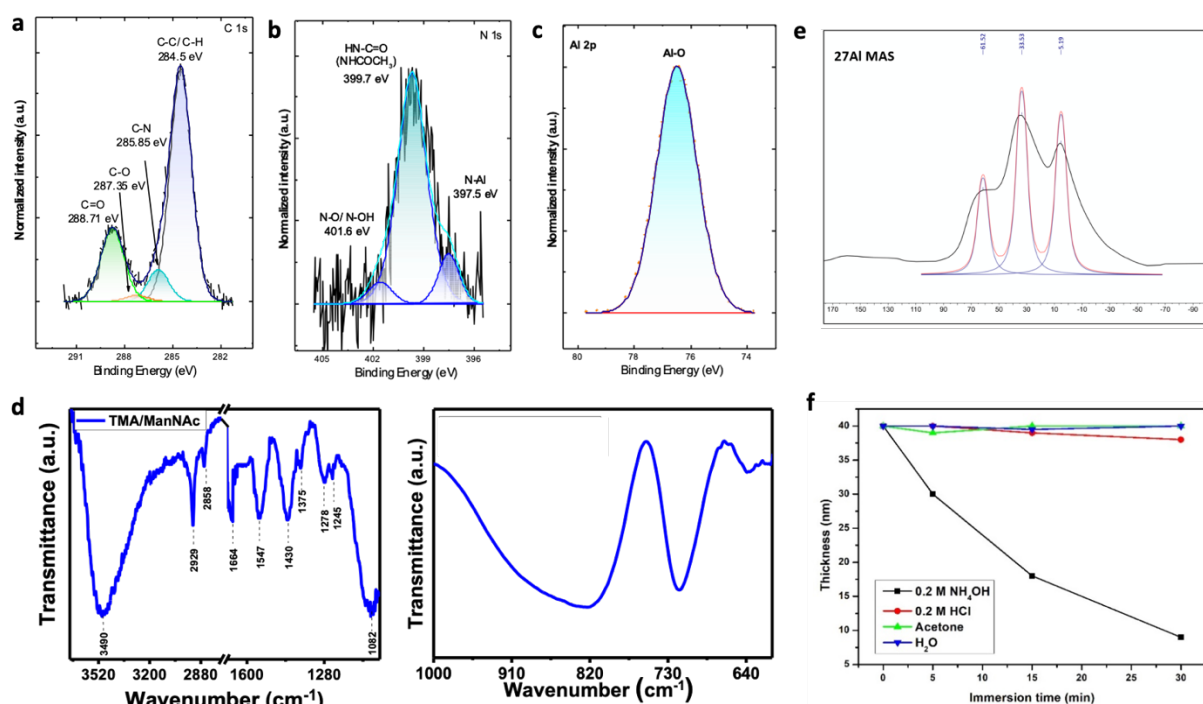 a
C 1s
C-C/ C-H
284.5 eV
C-N
285.85 eV
C-O
287.35 eV
C=O
288.71 eV
Normalized intensity (a.u.)
291
288
285
282
Binding Energy (eV)
b
N 1s
HN-C=O
(NHCOCH3)
399.7 eV
N-Al
397.5 eV
N-O/ N-OH
401.6 eV
Normalized intensity (a.u.)
405
402
399
396
Binding Energy (eV)
c
Al 2p
Al-O
Normalized intensity (a.u.)
80
78
76
74
Binding Energy (eV)
e
27Al MAS
61.52
33.53
5.19
170
150
130
110
90
70
50
30
10
-10
-30
-50
-70
-90
d
TMA/ManNAc
Transmittance (a.u.)
3490
2929
2858
1664
1547
1430
1375
1278
1245
1082
3520
3200
2880
1600
1280
Wavenumber (cm-1)
Transmittance (a.u.)
1000
910
820
730
640
Wavenumber (cm-1)
f
Thickness (nm)
40
35
30
25
20
15
10
5
0.2 M NH4OH
0.2 M HCl
Acetone
H2O
0
5
10
15
20
25
30
Immersion time (min)